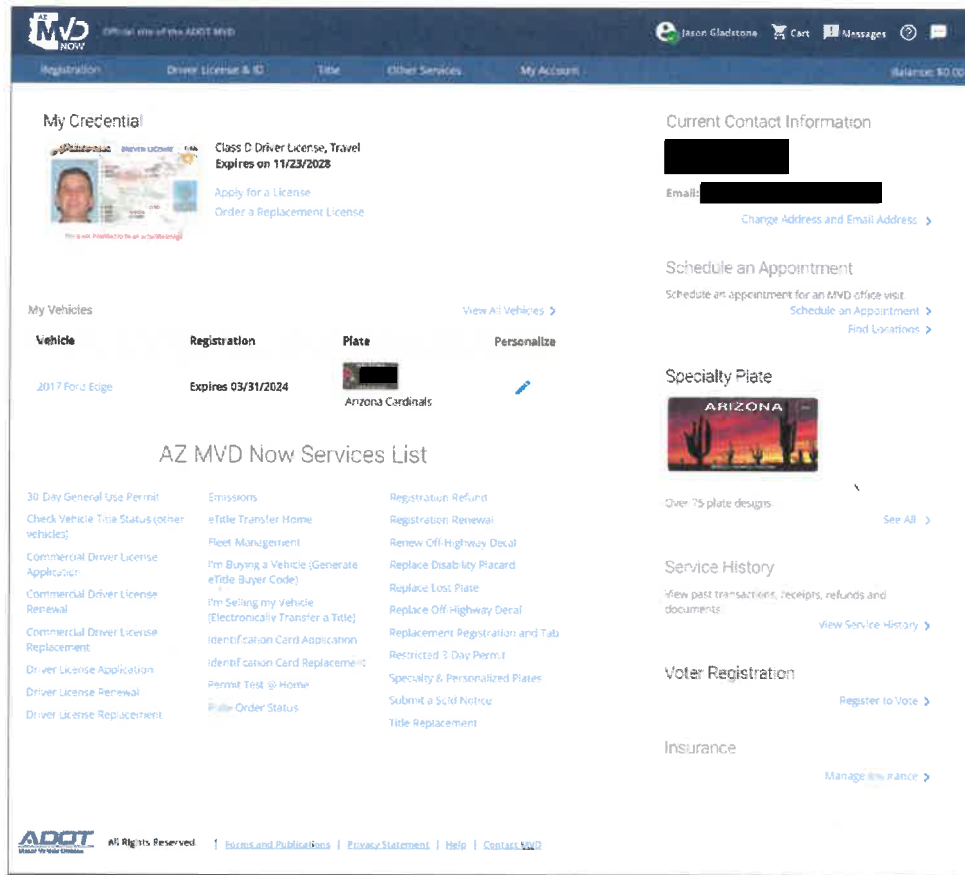 AZ
MVD
NOW
Official site of the ADOT MVD
Jason Gladstone
Cart
Messages
?
Registration
Driver License & ID
Title
Other Services
My Account
Balance: $0.00
My Credential
DRIVER LICENSE
USA
Class D Driver License, Travel
Expires on 11/23/2028
Apply for a License
Order a Replacement License
Current Contact Information
Email:
Change Address and Email Address
Schedule an Appointment
Schedule an appointment for an MVD office visit.
Schedule an Appointment
Find Locations
My Vehicles
View All Vehicles
Vehicle Registration Plate Personalize
2017 Ford Edge Expires 03/31/2024
Arizona Cardinals
Specialty Plate
ARIZONA
Over 75 plate designs
See All
AZ MVD Now Services List
30 Day General Use Permit
Check Vehicle Title Status (other
vehicles)
Commercial Driver License
Application
Commercial Driver License
Renewal
Commercial Driver License
Replacement
Driver License Application
Driver License Renewal
Driver License Replacement
Emissions
eTitle Transfer Home
Fleet Management
I'm Buying a Vehicle (Generate
eTitle Buyer Code)
I'm Selling my Vehicle
(Electronically Transfer a Title)
Identification Card Application
Identification Card Replacement
Permit Test @ Home
Plate Order Status
Registration Refund
Registration Renewal
Renew Off-Highway Decal
Replace Disability Placard
Replace Lost Plate
Replace Off-Highway Decal
Replacement Registration and Tab
Restricted 3 Day Permit
Specialty & Personalized Plates
Submit a Sold Notice
Title Replacement
Service History
View past transactions, receipts, refunds and
documents
View Service History
Voter Registration
Register to Vote
Insurance
Manage Insurance
ADOT
Motor Vehicle Division
All Rights Reserved
Forms and Publications | Privacy Statement | Help | Contact MVD